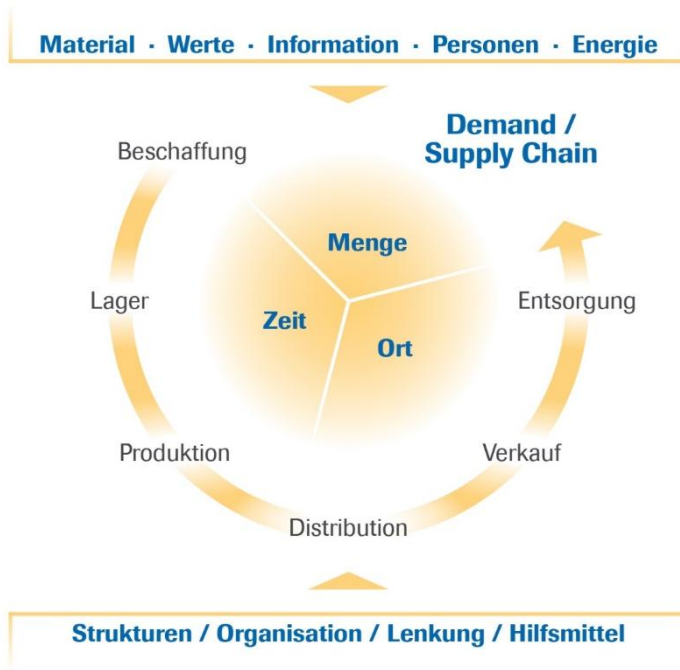 Material · Werte · Information · Personen · Energie
Demand /
Supply Chain
Beschaffung
Menge
Lager
Zeit
Entsorgung
Ort
Produktion
Verkauf
Distribution
Strukturen / Organisation / Lenkung / Hilfsmittel